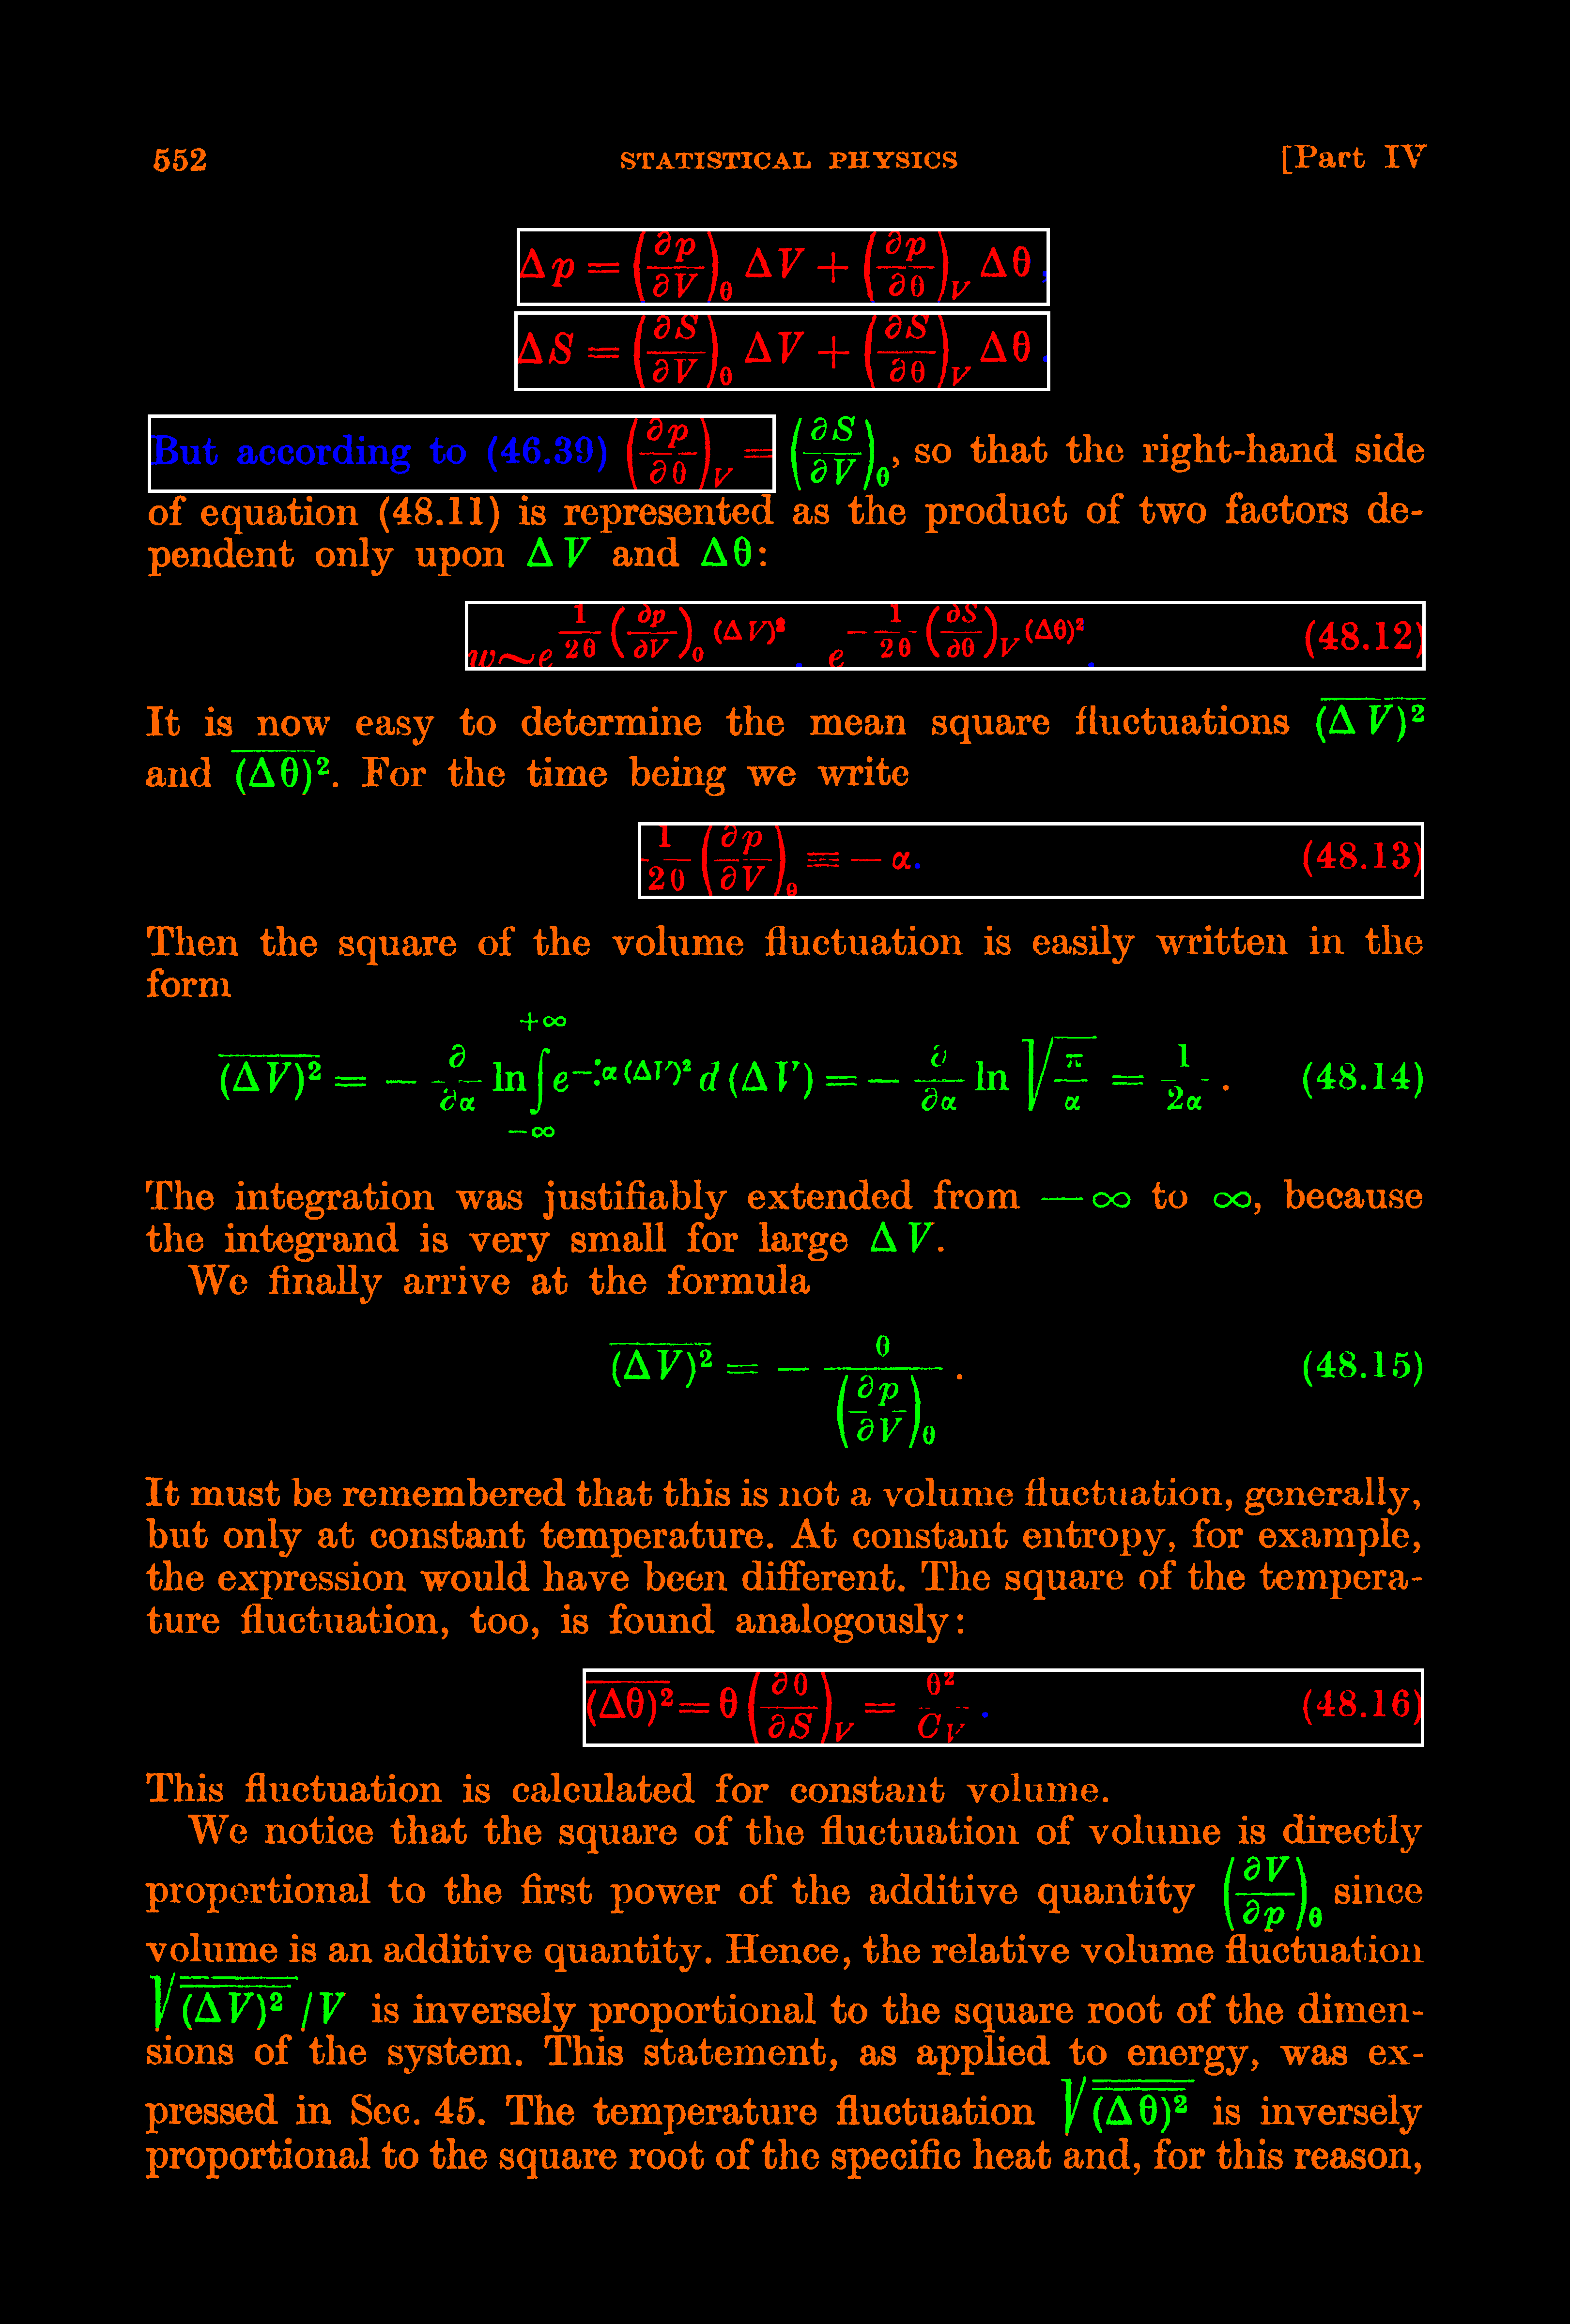 552 STATISTICAL PHYSICS [Part IV
Δp = (∂p/∂V)_θ ΔV + (∂p/∂θ)_V Δθ;
ΔS = (∂S/∂V)_θ ΔV + (∂S/∂θ)_V Δθ.
But according to (46.39) (∂p/∂θ)_V = (∂S/∂V)_θ, so that the right-hand side
of equation (48.11) is represented as the product of two factors de-
pendent only upon ΔV and Δθ:
w ~ e^{1/2θ (∂p/∂V)_θ (ΔV)²} . e^{− 1/2θ (∂S/∂θ)_V (Δθ)²}. (48.12)
It is now easy to determine the mean square fluctuations \overline{(ΔV)²}
and \overline{(Δθ)²}. For the time being we write
1/2θ (∂p/∂V)_θ ≡ − α. (48.13)
Then the square of the volume fluctuation is easily written in the
form
\overline{(ΔV)²} = − ∂/∂α ln ∫_{−∞}^{+∞} e^{−α(ΔV)²} d(ΔV) = − ∂/∂α ln √(π/α) = 1/2α. (48.14)
The integration was justifiably extended from −∞ to ∞, because
the integrand is very small for large ΔV.
We finally arrive at the formula
\overline{(ΔV)²} = − θ/(∂p/∂V)_θ. (48.15)
It must be remembered that this is not a volume fluctuation, generally,
but only at constant temperature. At constant entropy, for example,
the expression would have been different. The square of the tempera-
ture fluctuation, too, is found analogously:
\overline{(Δθ)²} = θ (∂θ/∂S)_V = θ²/C_V. (48.16)
This fluctuation is calculated for constant volume.
We notice that the square of the fluctuation of volume is directly
proportional to the first power of the additive quantity (∂V/∂p)_θ since
volume is an additive quantity. Hence, the relative volume fluctuation
√\overline{(ΔV)²} / V is inversely proportional to the square root of the dimen-
sions of the system. This statement, as applied to energy, was ex-
pressed in Sec. 45. The temperature fluctuation √\overline{(Δθ)²} is inversely
proportional to the square root of the specific heat and, for this reason,